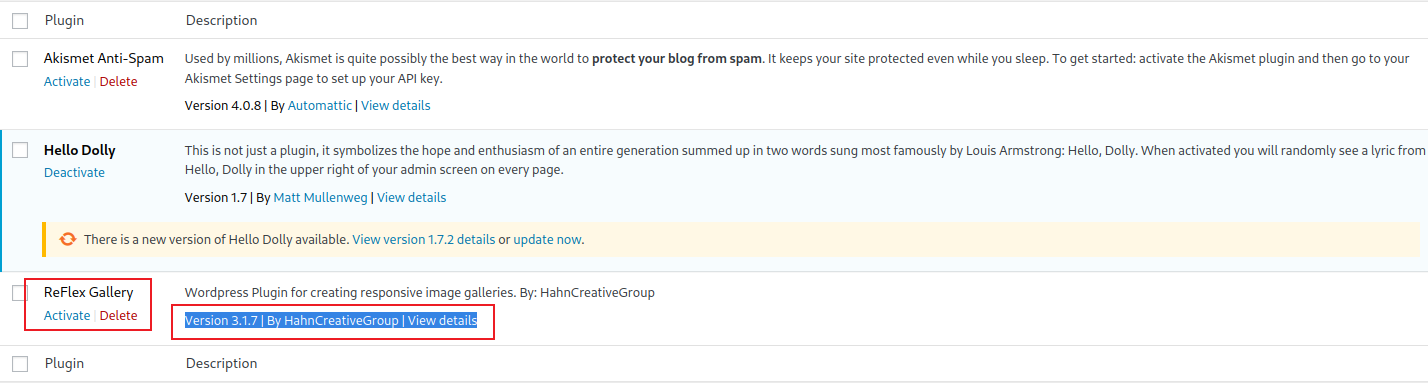 Plugin Description
Akismet Anti-Spam Used by millions, Akismet is quite possibly the best way in the world to protect your blog from spam. It keeps your site protected even while you sleep. To get started: activate the Akismet plugin and then go to your
Activate | Delete Akismet Settings page to set up your API key.
Version 4.0.8 | By Automattic | View details
Hello Dolly This is not just a plugin, it symbolizes the hope and enthusiasm of an entire generation summed up in two words sung most famously by Louis Armstrong: Hello, Dolly. When activated you will randomly see a lyric from
Deactivate Hello, Dolly in the upper right of your admin screen on every page.
Version 1.7 | By Matt Mullenweg | View details
There is a new version of Hello Dolly available. View version 1.7.2 details or update now.
ReFlex Gallery Wordpress Plugin for creating responsive image galleries. By: HahnCreativeGroup
Activate | Delete Version 3.1.7 | By HahnCreativeGroup | View details
Plugin Description